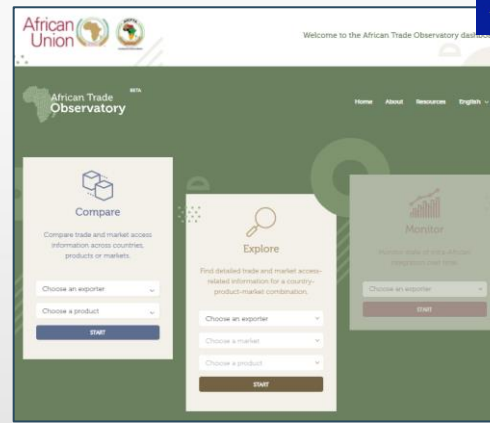 African
Union
Welcome to the African Trade Observatory dashboard
African Trade
Observatory
BETA
Home About Resources English
Compare
Compare trade and market access
information across countries,
products or markets.
Choose an exporter
Choose a product
START
Explore
Find detailed trade and market access-
related information for a country-
product-market combination.
Choose an exporter
Choose a market
Choose a product
START
Monitor
Choose an exporter
START